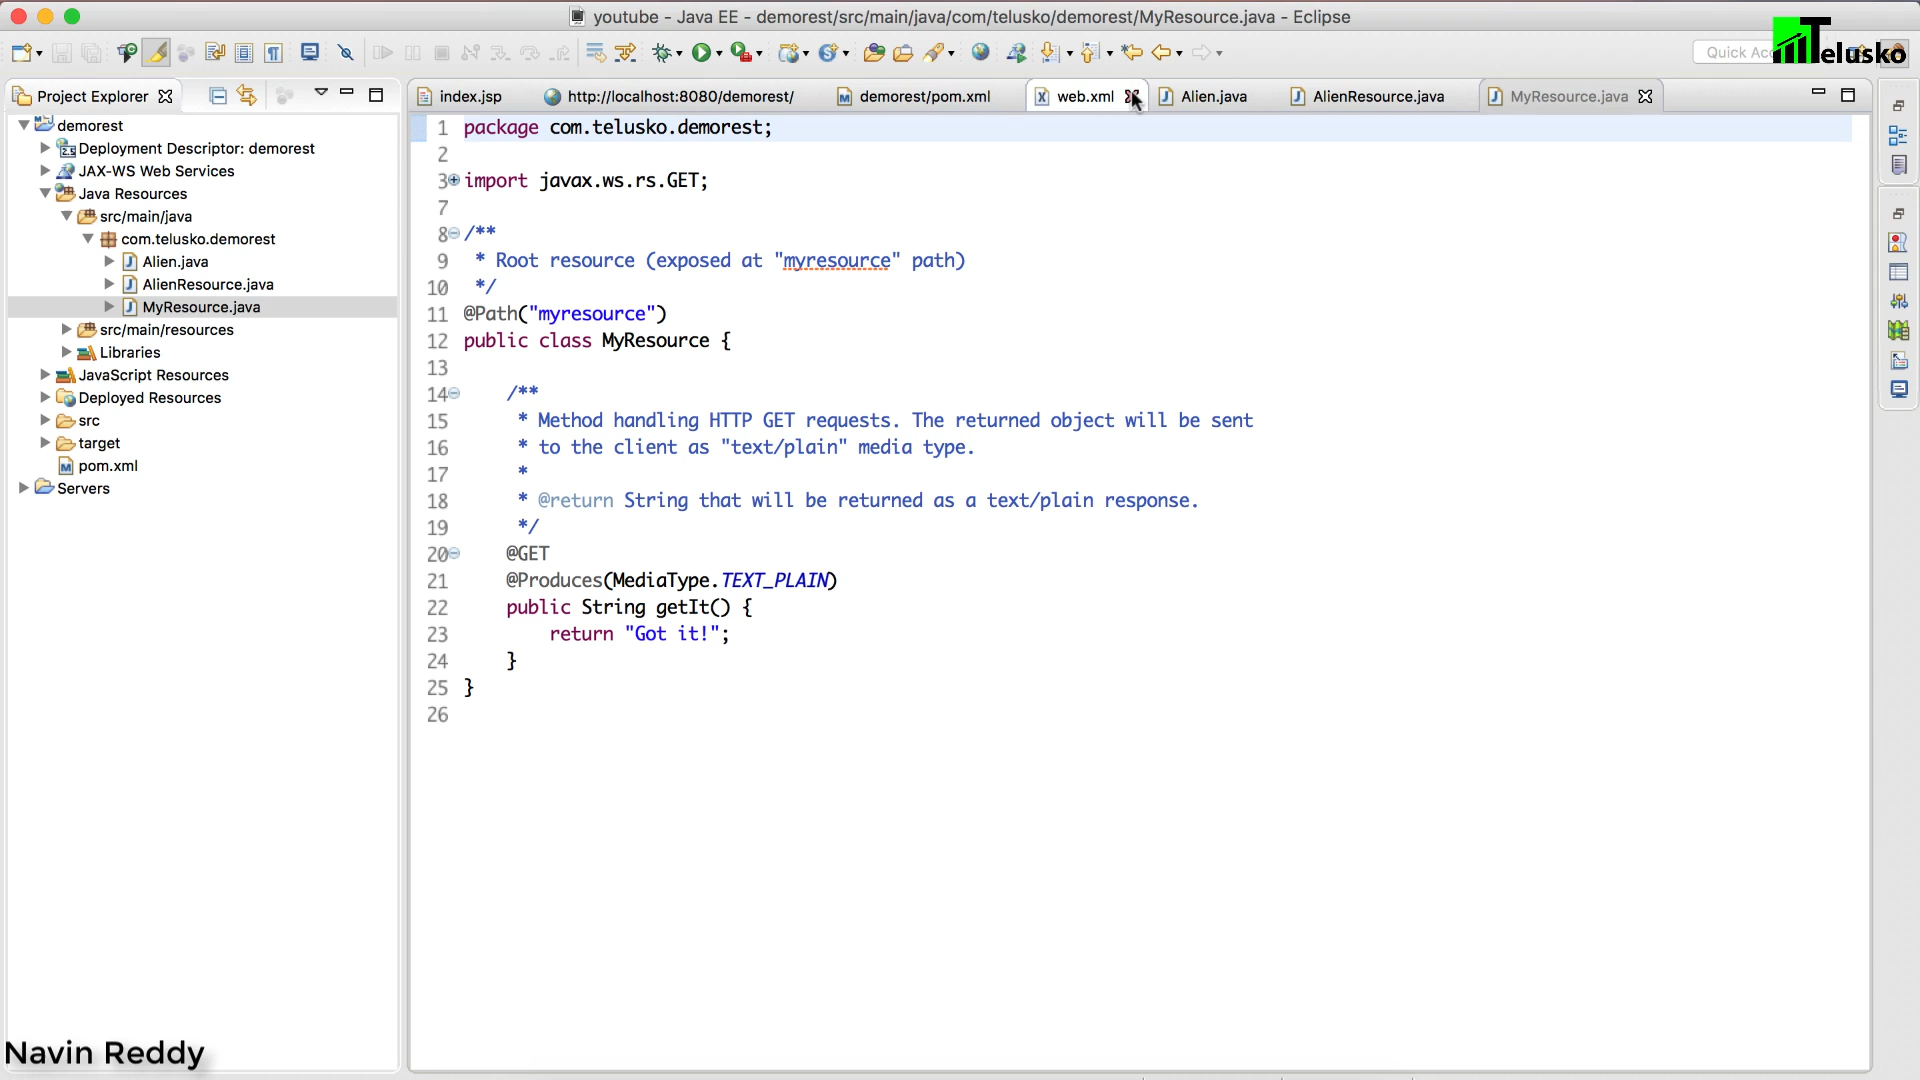 youtube - Java EE - demorest/src/main/java/com/telusko/demorest/MyResource.java - Eclipse
Quick Ac
Telusko
Project Explorer
index.jsp
http://localhost:8080/demorest/
demorest/pom.xml
web.xml
Alien.java
AlienResource.java
MyResource.java
demorest
Deployment Descriptor: demorest
JAX-WS Web Services
Java Resources
src/main/java
com.telusko.demorest
Alien.java
AlienResource.java
MyResource.java
src/main/resources
Libraries
JavaScript Resources
Deployed Resources
src
target
pom.xml
Servers
1 package com.telusko.demorest;
2
3 import javax.ws.rs.GET;
7
8 /**
9 * Root resource (exposed at "myresource" path)
10 */
11 @Path("myresource")
12 public class MyResource {
13
14 /**
15 * Method handling HTTP GET requests. The returned object will be sent
16 * to the client as "text/plain" media type.
17 *
18 * @return String that will be returned as a text/plain response.
19 */
20 @GET
21 @Produces(MediaType.TEXT_PLAIN)
22 public String getIt() {
23 return "Got it!";
24 }
25 }
26
Navin Reddy